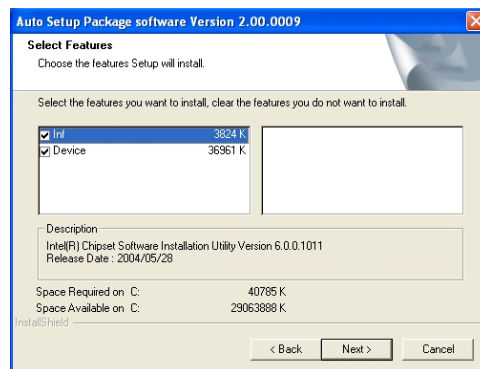 Auto Setup Package software Version 2.00.0009
Select Features
Choose the features Setup will install.
Select the features you want to install, clear the features you do not want to install.
Inf 3824 K
Device 36961 K
Description
Intel(R) Chipset Software Installation Utility Version 6.0.0.1011
Release Date : 2004/05/28
Space Required on C: 40785 K
Space Available on C: 29063888 K
InstallShield
< Back Next > Cancel